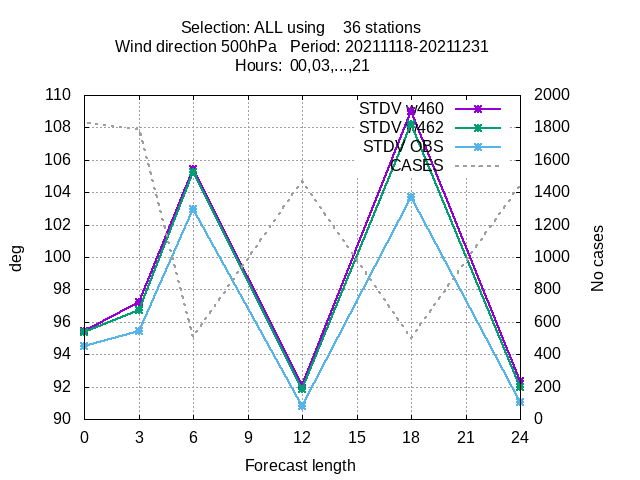 Selection: ALL using    36 stations
Wind direction 500hPa   Period: 20211118-20211231
Hours:  00,03,...,21
110 2000
STDV w460
108 STDV w462 1800
STDV OBS
106 CASES 1600
104 1400
102 1200
100 1000
98 800
96 600
94 400
92 200
90 0
deg
No cases
0 3 6 9 12 15 18 21 24
Forecast length